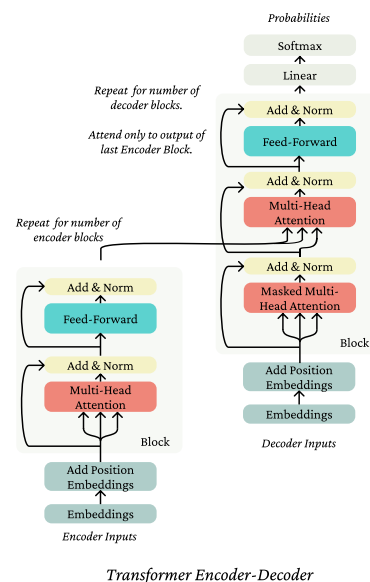 Probabilities
Softmax
Linear
Repeat for number of
decoder blocks.
Add & Norm
Attend only to output of
last Encoder Block.
Feed-Forward
Add & Norm
Multi-Head
Attention
Repeat for number of
encoder blocks
Add & Norm
Masked Multi-
Head Attention
Block
Add Position
Embeddings
Embeddings
Decoder Inputs
Add & Norm
Feed-Forward
Add & Norm
Multi-Head
Attention
Block
Add Position
Embeddings
Embeddings
Encoder Inputs
Transformer Encoder-Decoder